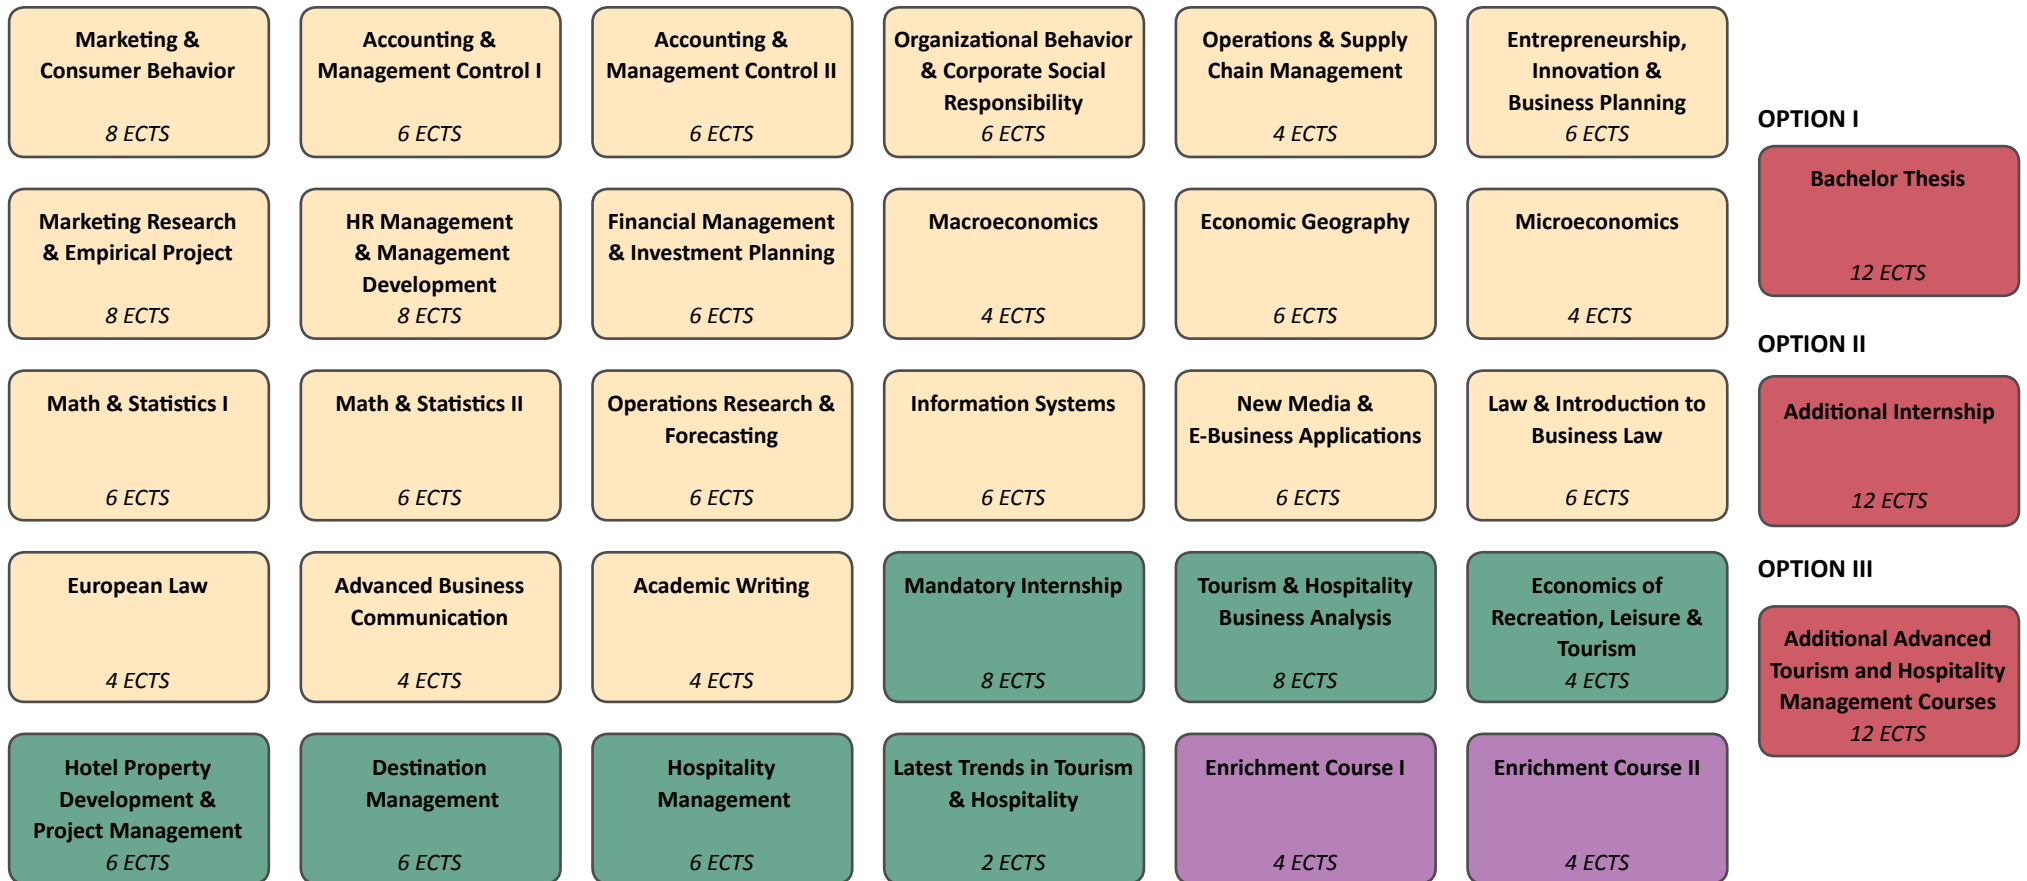 Marketing &
Consumer Behavior
8 ECTS
Accounting &
Management Control I
6 ECTS
Accounting &
Management Control II
6 ECTS
Organizational Behavior
& Corporate Social
Responsibility
6 ECTS
Operations & Supply
Chain Management
4 ECTS
Entrepreneurship,
Innovation &
Business Planning
6 ECTS
Marketing Research
& Empirical Project
8 ECTS
HR Management
& Management
Development
8 ECTS
Financial Management
& Investment Planning
6 ECTS
Macroeconomics
4 ECTS
Economic Geography
6 ECTS
Microeconomics
4 ECTS
Math & Statistics I
6 ECTS
Math & Statistics II
6 ECTS
Operations Research &
Forecasting
6 ECTS
Information Systems
6 ECTS
New Media &
E-Business Applications
6 ECTS
Law & Introduction to
Business Law
6 ECTS
European Law
4 ECTS
Advanced Business
Communication
4 ECTS
Academic Writing
4 ECTS
Mandatory Internship
8 ECTS
Tourism & Hospitality
Business Analysis
8 ECTS
Economics of
Recreation, Leisure &
Tourism
4 ECTS
Hotel Property
Development &
Project Management
6 ECTS
Destination
Management
6 ECTS
Hospitality
Management
6 ECTS
Latest Trends in Tourism
& Hospitality
2 ECTS
Enrichment Course I
4 ECTS
Enrichment Course II
4 ECTS
OPTION I
Bachelor Thesis
12 ECTS
OPTION II
Additional Internship
12 ECTS
OPTION III
Additional Advanced
Tourism and Hospitality
Management Courses
12 ECTS